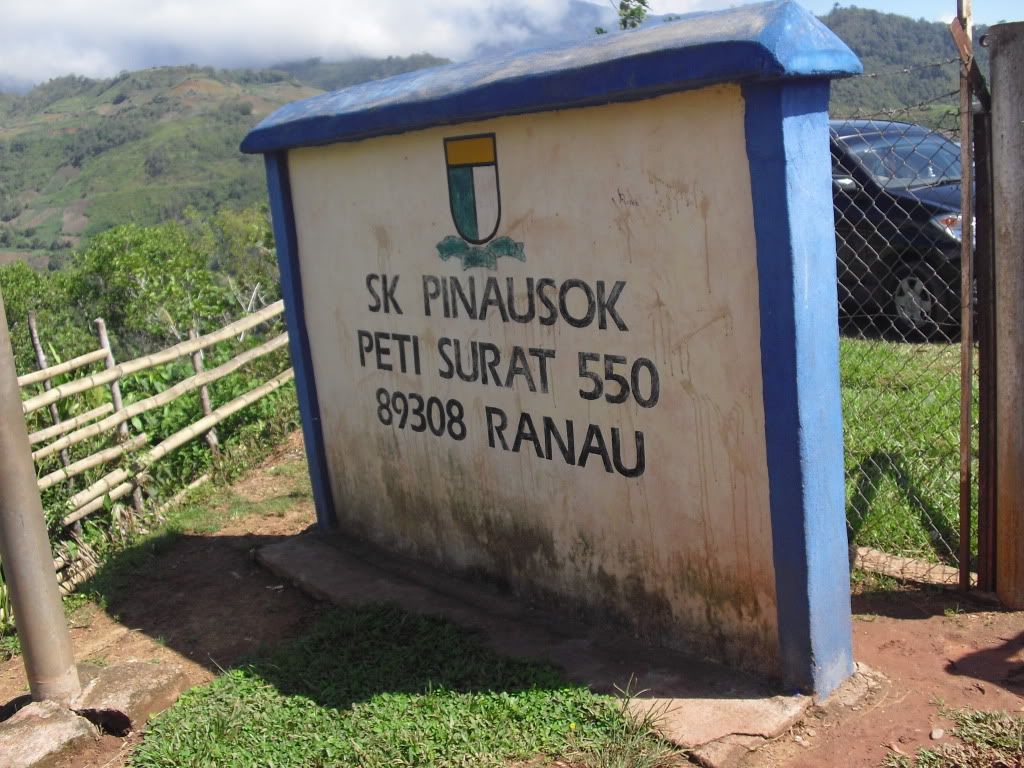 SK PINAUSOK
PETI SURAT 550
89308 RANAU